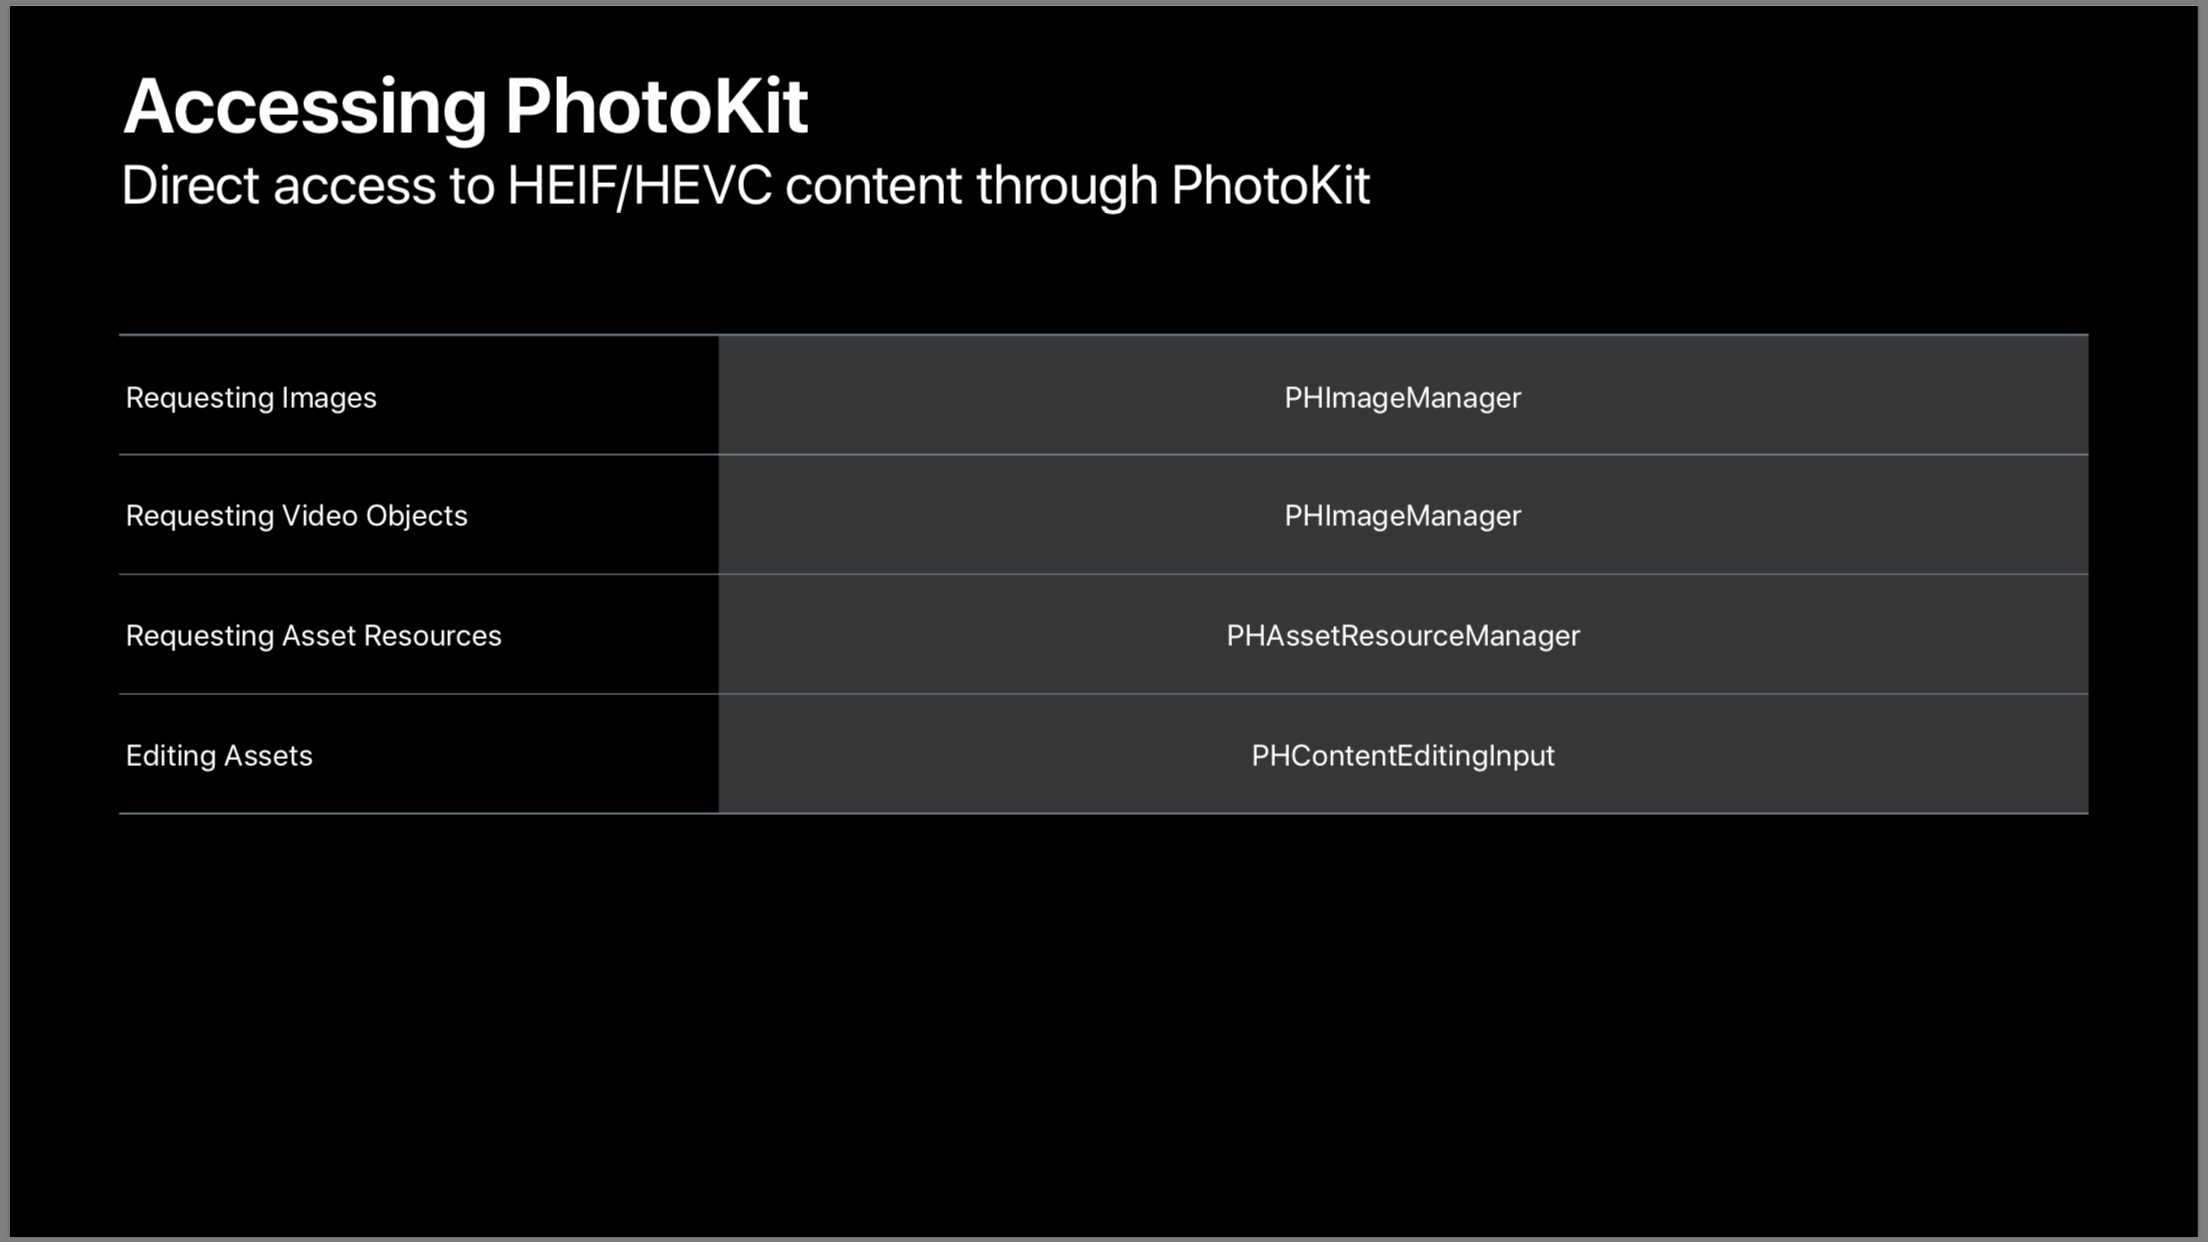 Accessing PhotoKit
Direct access to HEIF/HEVC content through PhotoKit
Requesting Images PHImageManager
Requesting Video Objects PHImageManager
Requesting Asset Resources PHAssetResourceManager
Editing Assets PHContentEditingInput